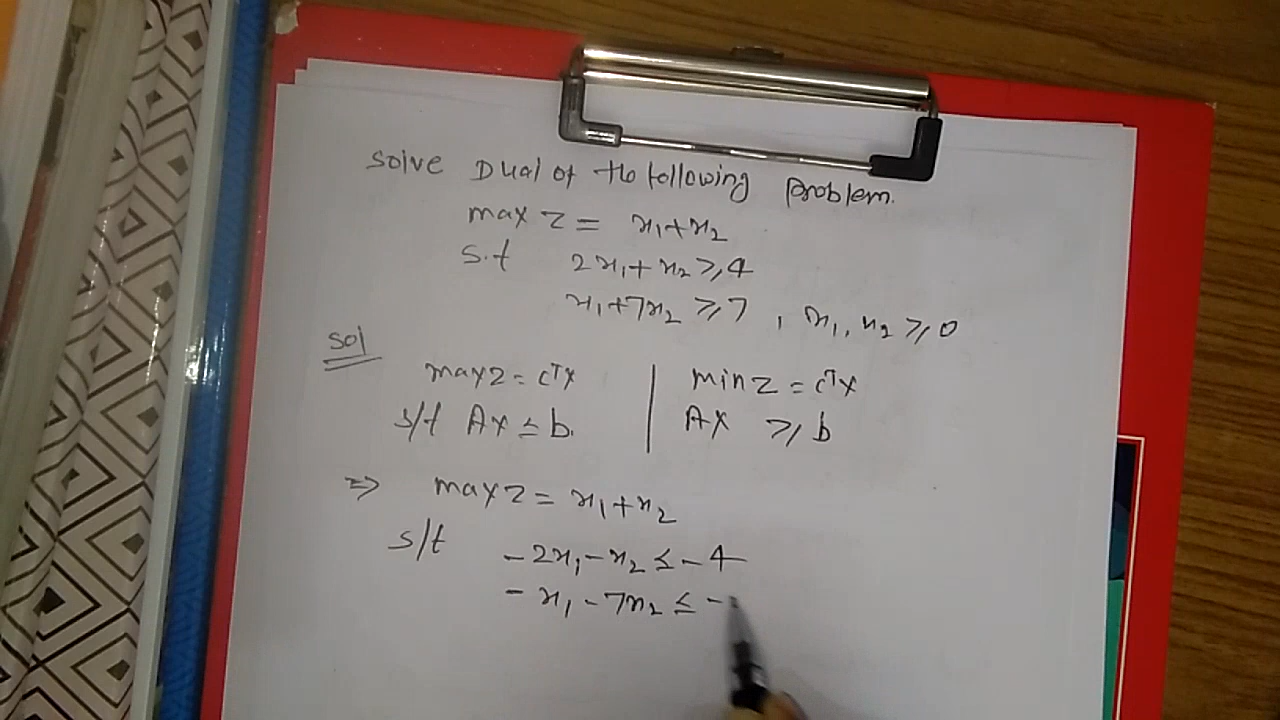 Solve Dual of the following problem.
max Z = x₁+x₂
s.t 2x₁+x₂ ≥ 4
x₁+7x₂ ≥ 7 , x₁, x₂ ≥ 0
Sol
max Z = cᵀx | min Z = cᵀx
s/t Ax ≤ b. | Ax ≥ b
⇒ max Z = x₁+x₂
s/t -2x₁-x₂ ≤ -4
-x₁-7x₂ ≤ -